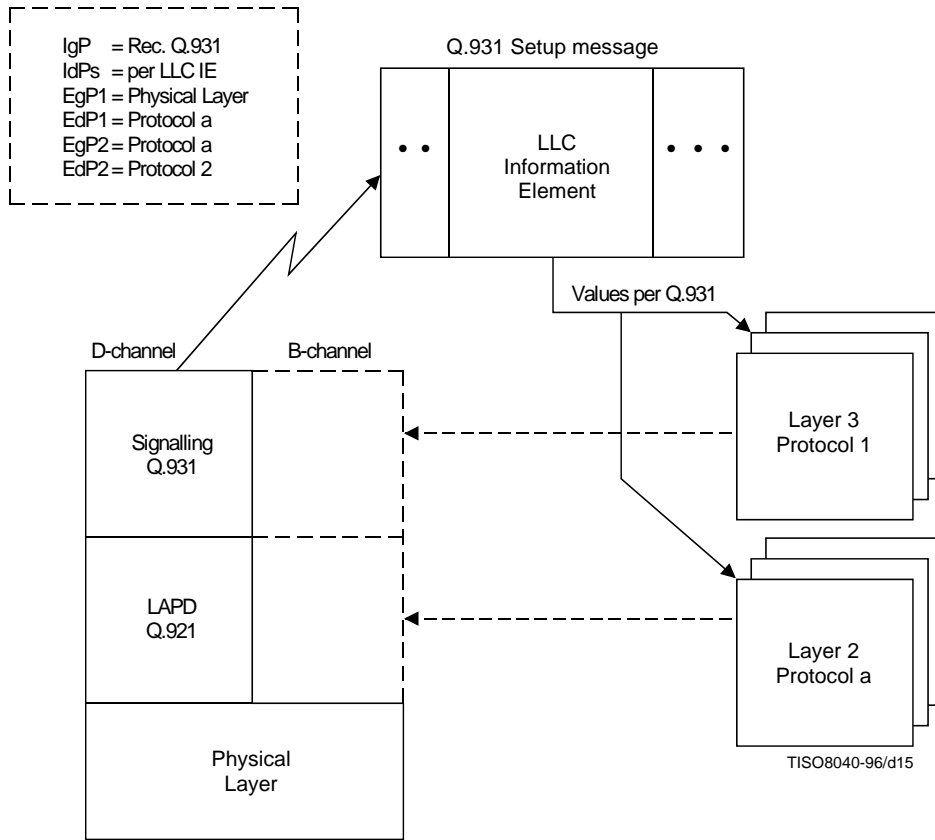 IgP = Rec. Q.931
IdPs = per LLC IE
EgP1 = Physical Layer
EdP1 = Protocol a
EgP2 = Protocol a
EdP2 = Protocol 2
Q.931 Setup message
• •
LLC
Information
Element
• • •
Values per Q.931
D-channel
B-channel
Signalling
Q.931
Layer 3
Protocol 1
LAPD
Q.921
Layer 2
Protocol a
Physical
Layer
TISO8040-96/d15